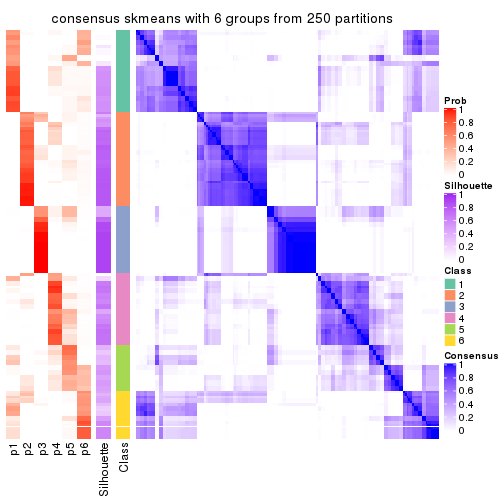 consensus skmeans with 6 groups from 250 partitions
Prob
1
0.8
0.6
0.4
0.2
0
Silhouette
1
0.8
0.6
0.4
0.2
0
Class
1
2
3
4
5
6
Consensus
1
0.8
0.6
0.4
0.2
0
p1
p2
p3
p4
p5
p6
Silhouette
Class